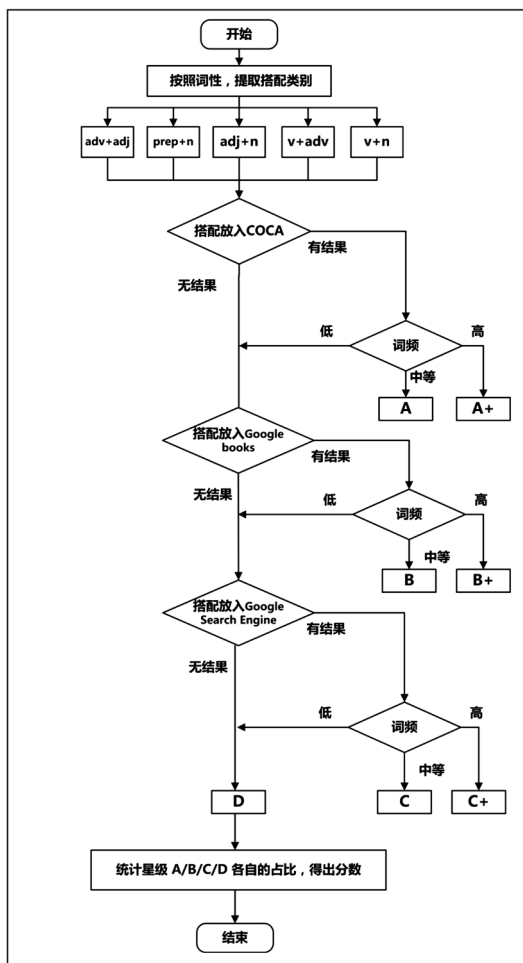 开始
按照词性，提取搭配类别
adv+adj
prep+n
adj+n
v+adv
v+n
搭配放入COCA
有结果
无结果
低
词频
高
中等
A
A+
搭配放入Google
books
有结果
无结果
低
词频
高
中等
B
B+
搭配放入Google
Search Engine
有结果
无结果
低
词频
高
中等
D
C
C+
统计星级 A/B/C/D 各自的占比，得出分数
结束